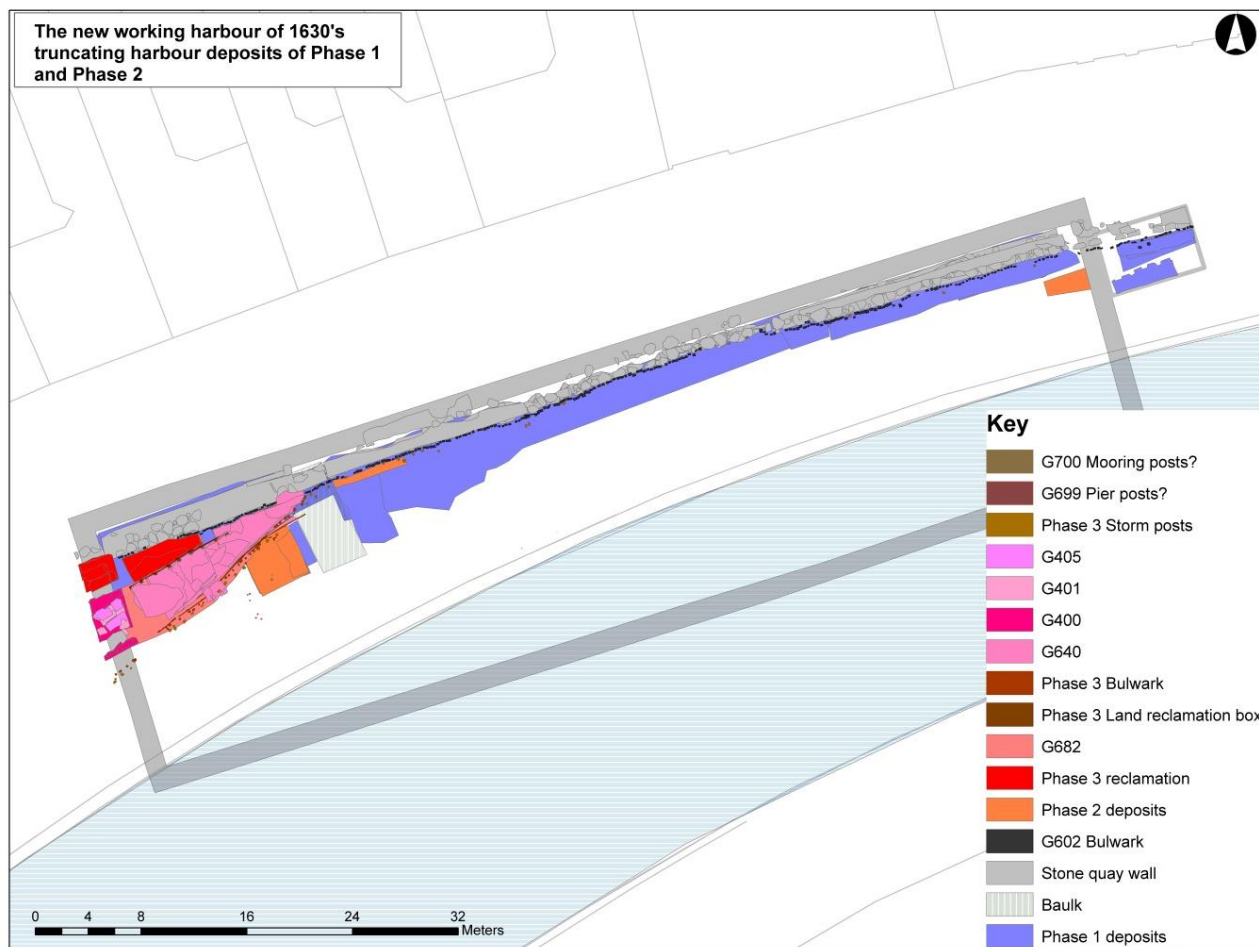 The new working harbour of 1630's
truncating harbour deposits of Phase 1
and Phase 2
Key
G700 Mooring posts?
G699 Pier posts?
Phase 3 Storm posts
G405
G401
G400
G640
Phase 3 Bulwark
Phase 3 Land reclamation box
G682
Phase 3 reclamation
Phase 2 deposits
G602 Bulwark
Stone quay wall
Baulk
Phase 1 deposits
0 4 8 16 24 32
Meters